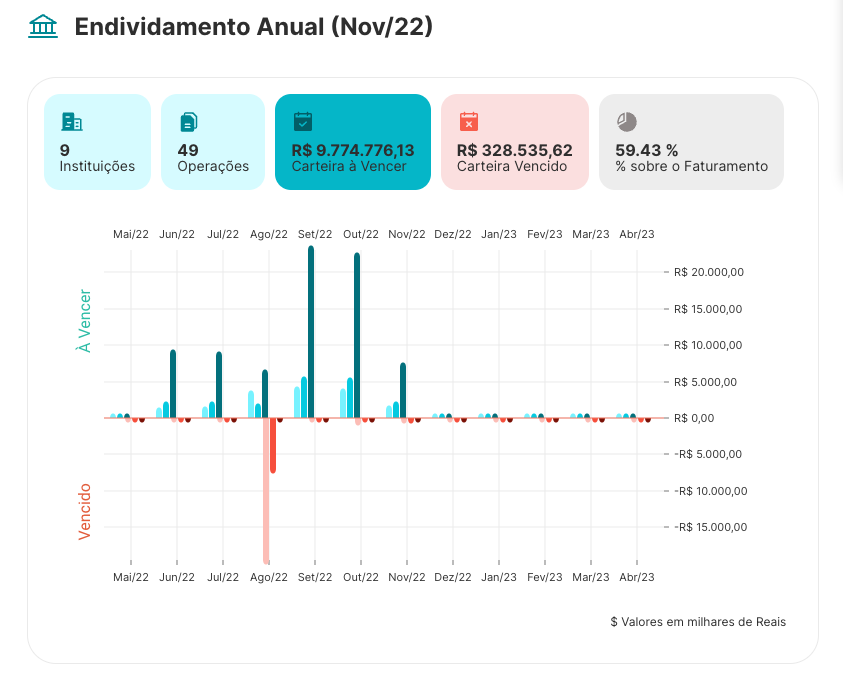 Endividamento Anual (Nov/22)
9
Instituições
49
Operações
R$ 9.774.776,13
Carteira à Vencer
R$ 328.535,62
Carteira Vencido
59.43 %
% sobre o Faturamento
Mai/22 Jun/22 Jul/22 Ago/22 Set/22 Out/22 Nov/22 Dez/22 Jan/23 Fev/23 Mar/23 Abr/23
À Vencer
R$ 20.000,00
R$ 15.000,00
R$ 10.000,00
R$ 5.000,00
R$ 0,00
Vencido
-R$ 5.000,00
-R$ 10.000,00
-R$ 15.000,00
Mai/22 Jun/22 Jul/22 Ago/22 Set/22 Out/22 Nov/22 Dez/22 Jan/23 Fev/23 Mar/23 Abr/23
$ Valores em milhares de Reais